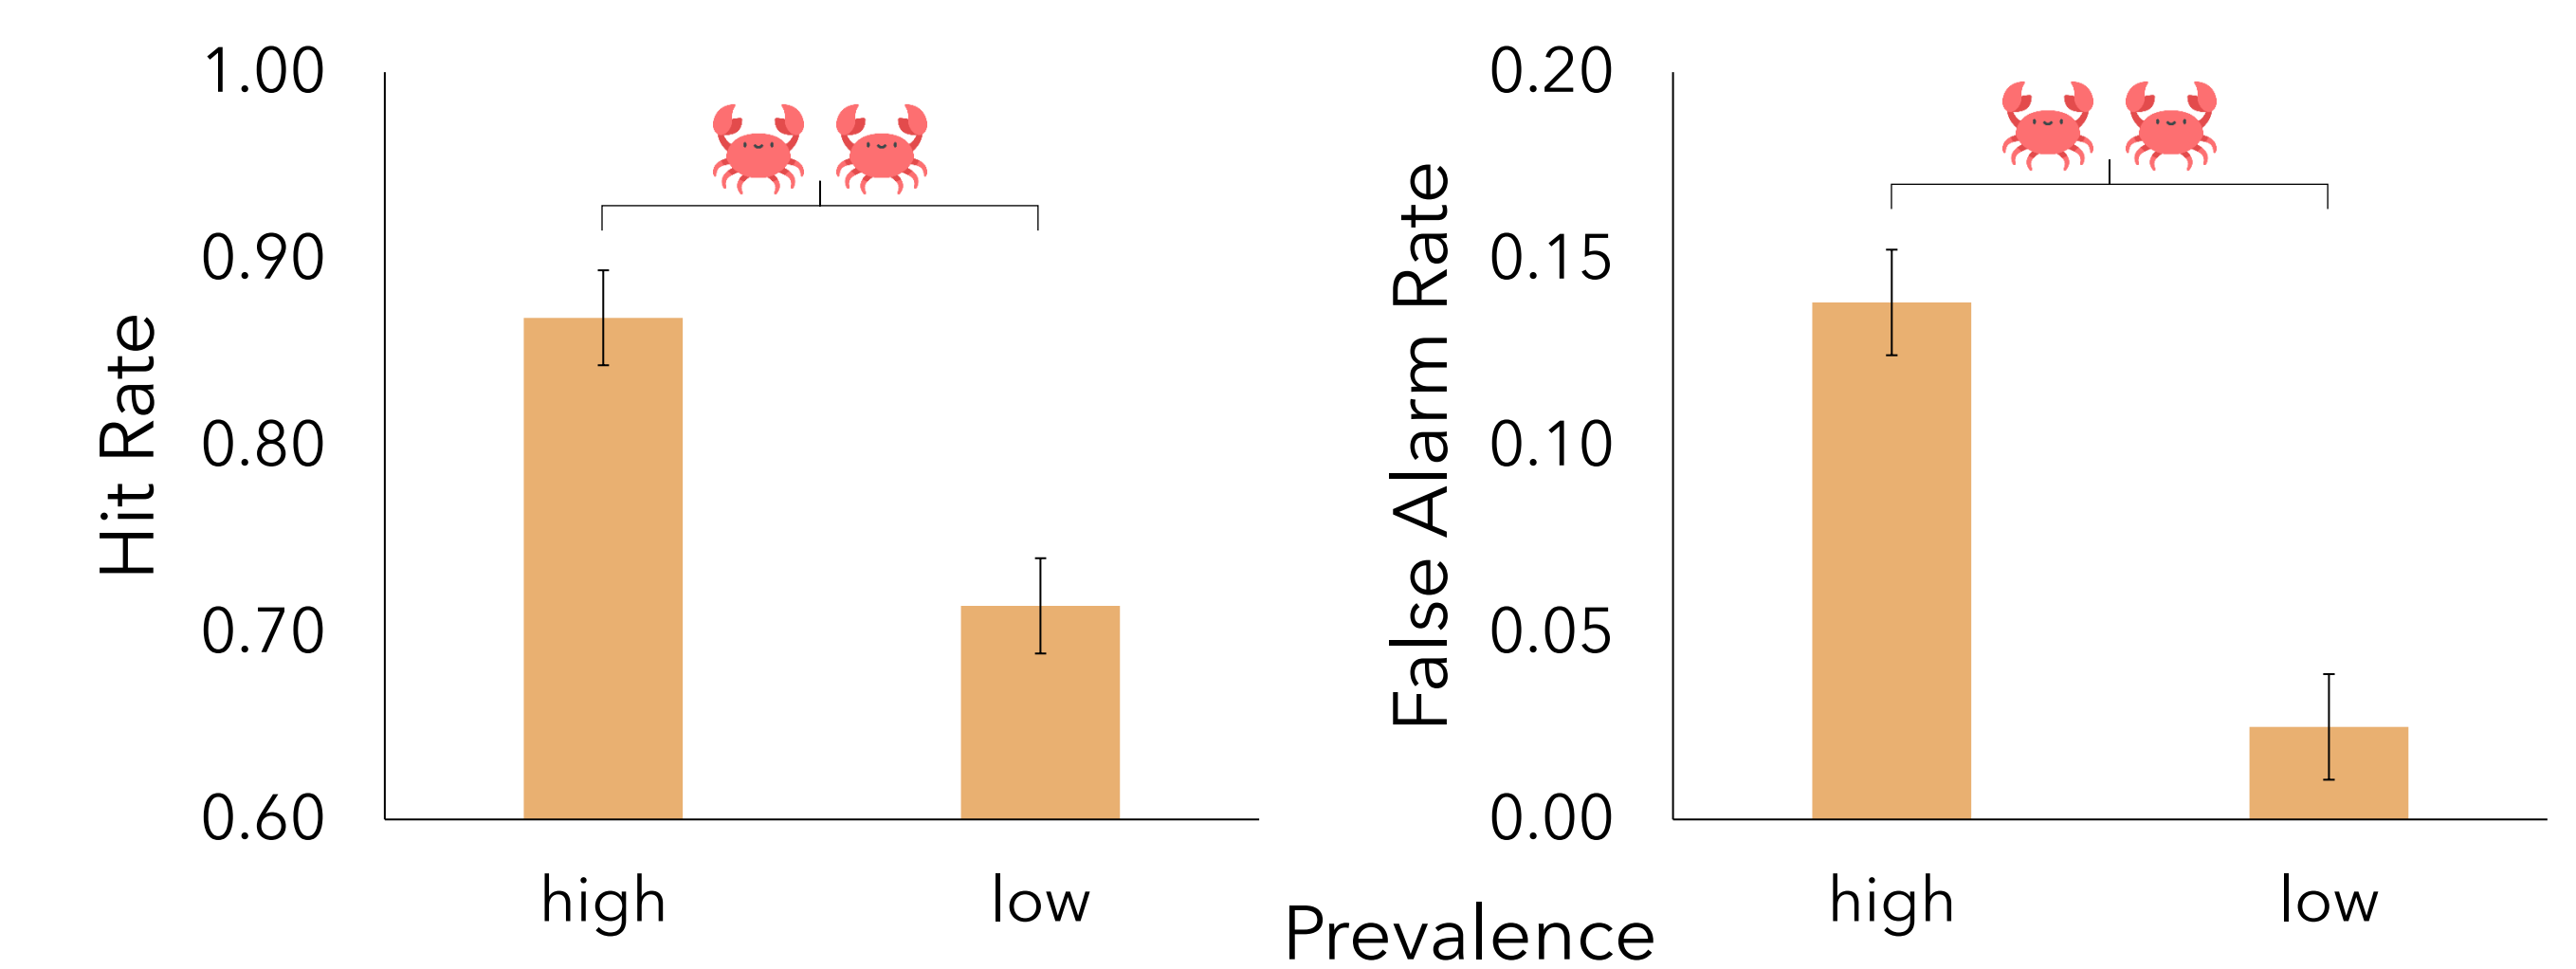 Hit Rate
1.00
0.90
0.80
0.70
0.60
high
low
False Alarm Rate
0.20
0.15
0.10
0.05
0.00
high
low
Prevalence